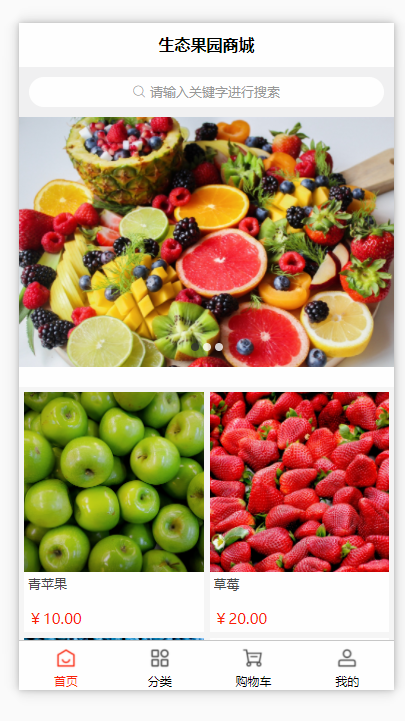 生态果园商城
请输入关键字进行搜索
青苹果
草莓
￥10.00
￥20.00
首页
分类
购物车
我的